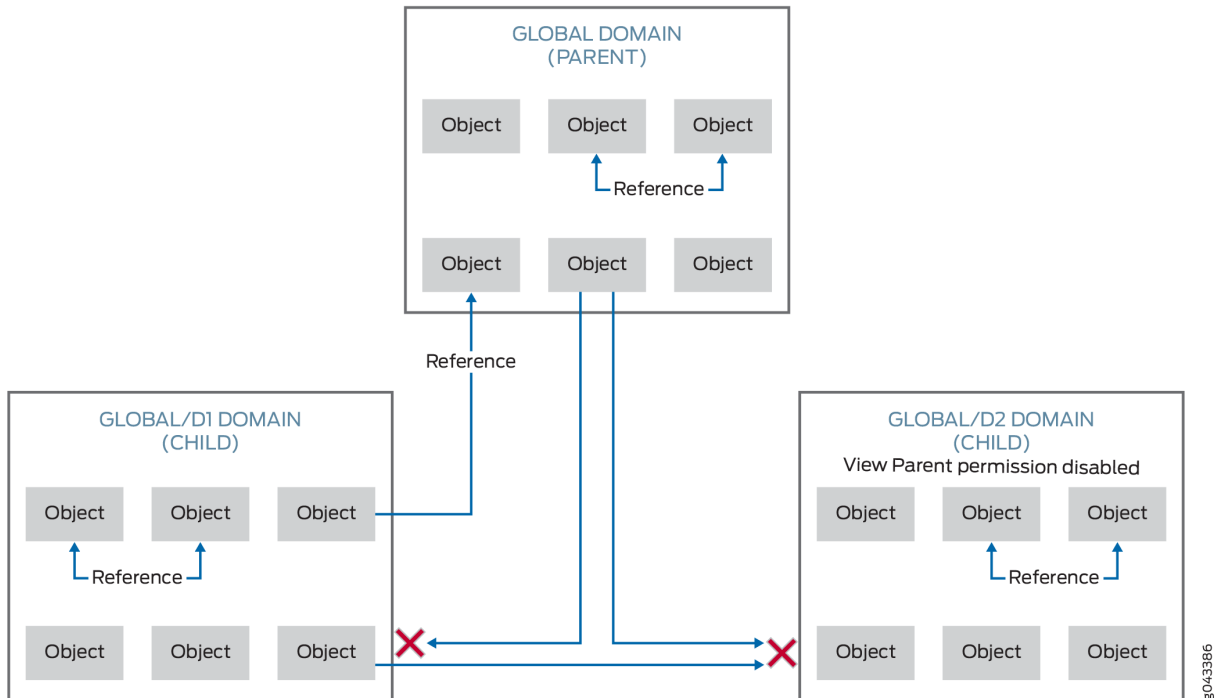 GLOBAL DOMAIN
(PARENT)
Object Object Object
Reference
Object Object Object
Reference
GLOBAL/D1 DOMAIN
(CHILD)
Object Object Object
Reference
Object Object Object
GLOBAL/D2 DOMAIN
(CHILD)
View Parent permission disabled
Object Object Object
Reference
Object Object Object
g043386